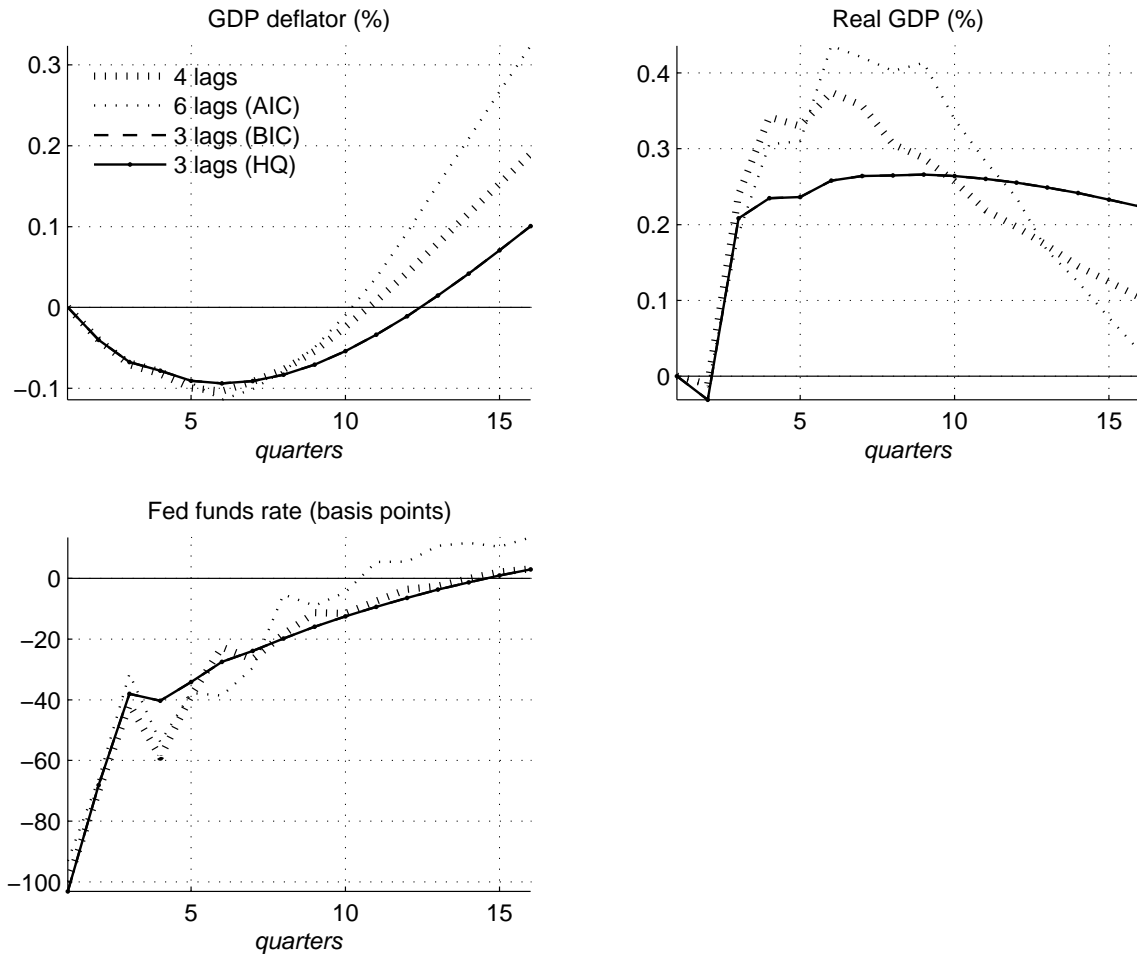 GDP deflator (%)
0.3
0.2
0.1
0
−0.1
4 lags
6 lags (AIC)
3 lags (BIC)
3 lags (HQ)
5 10 15
quarters
Real GDP (%)
0.4
0.3
0.2
0.1
0
5 10 15
quarters
Fed funds rate (basis points)
0
−20
−40
−60
−80
−100
5 10 15
quarters